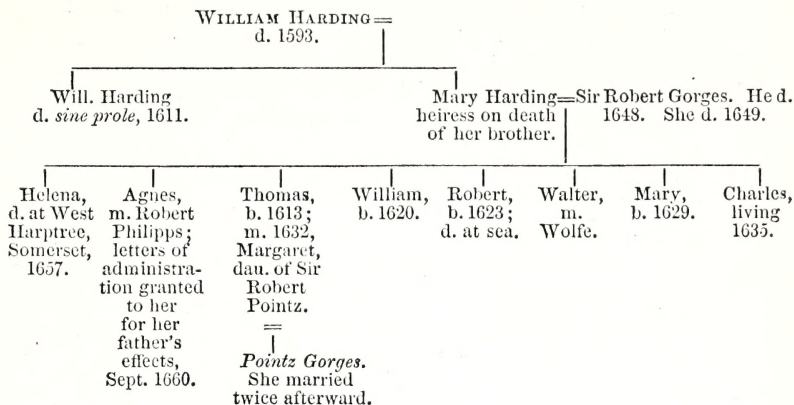 WILLIAM HARDING=
d. 1593.
Will. Harding
d. sine prole, 1611.
Mary Harding=Sir Robert Gorges. He d.
heiress on death 1648. She d. 1649.
of her brother.
Helena,
d. at West
Harptree,
Somerset,
1657.
Agnes,
m. Robert
Philipps;
letters of
administra-
tion granted
to her
for her
father's
effects,
Sept. 1660.
Thomas,
b. 1613;
m. 1632,
Margaret,
dau. of Sir
Robert
Pointz.
=
Pointz Gorges.
She married
twice afterward.
William,
b. 1620.
Robert,
b. 1623;
d. at sea.
Walter,
m.
Wolfe.
Mary,
b. 1629.
Charles,
living
1635.